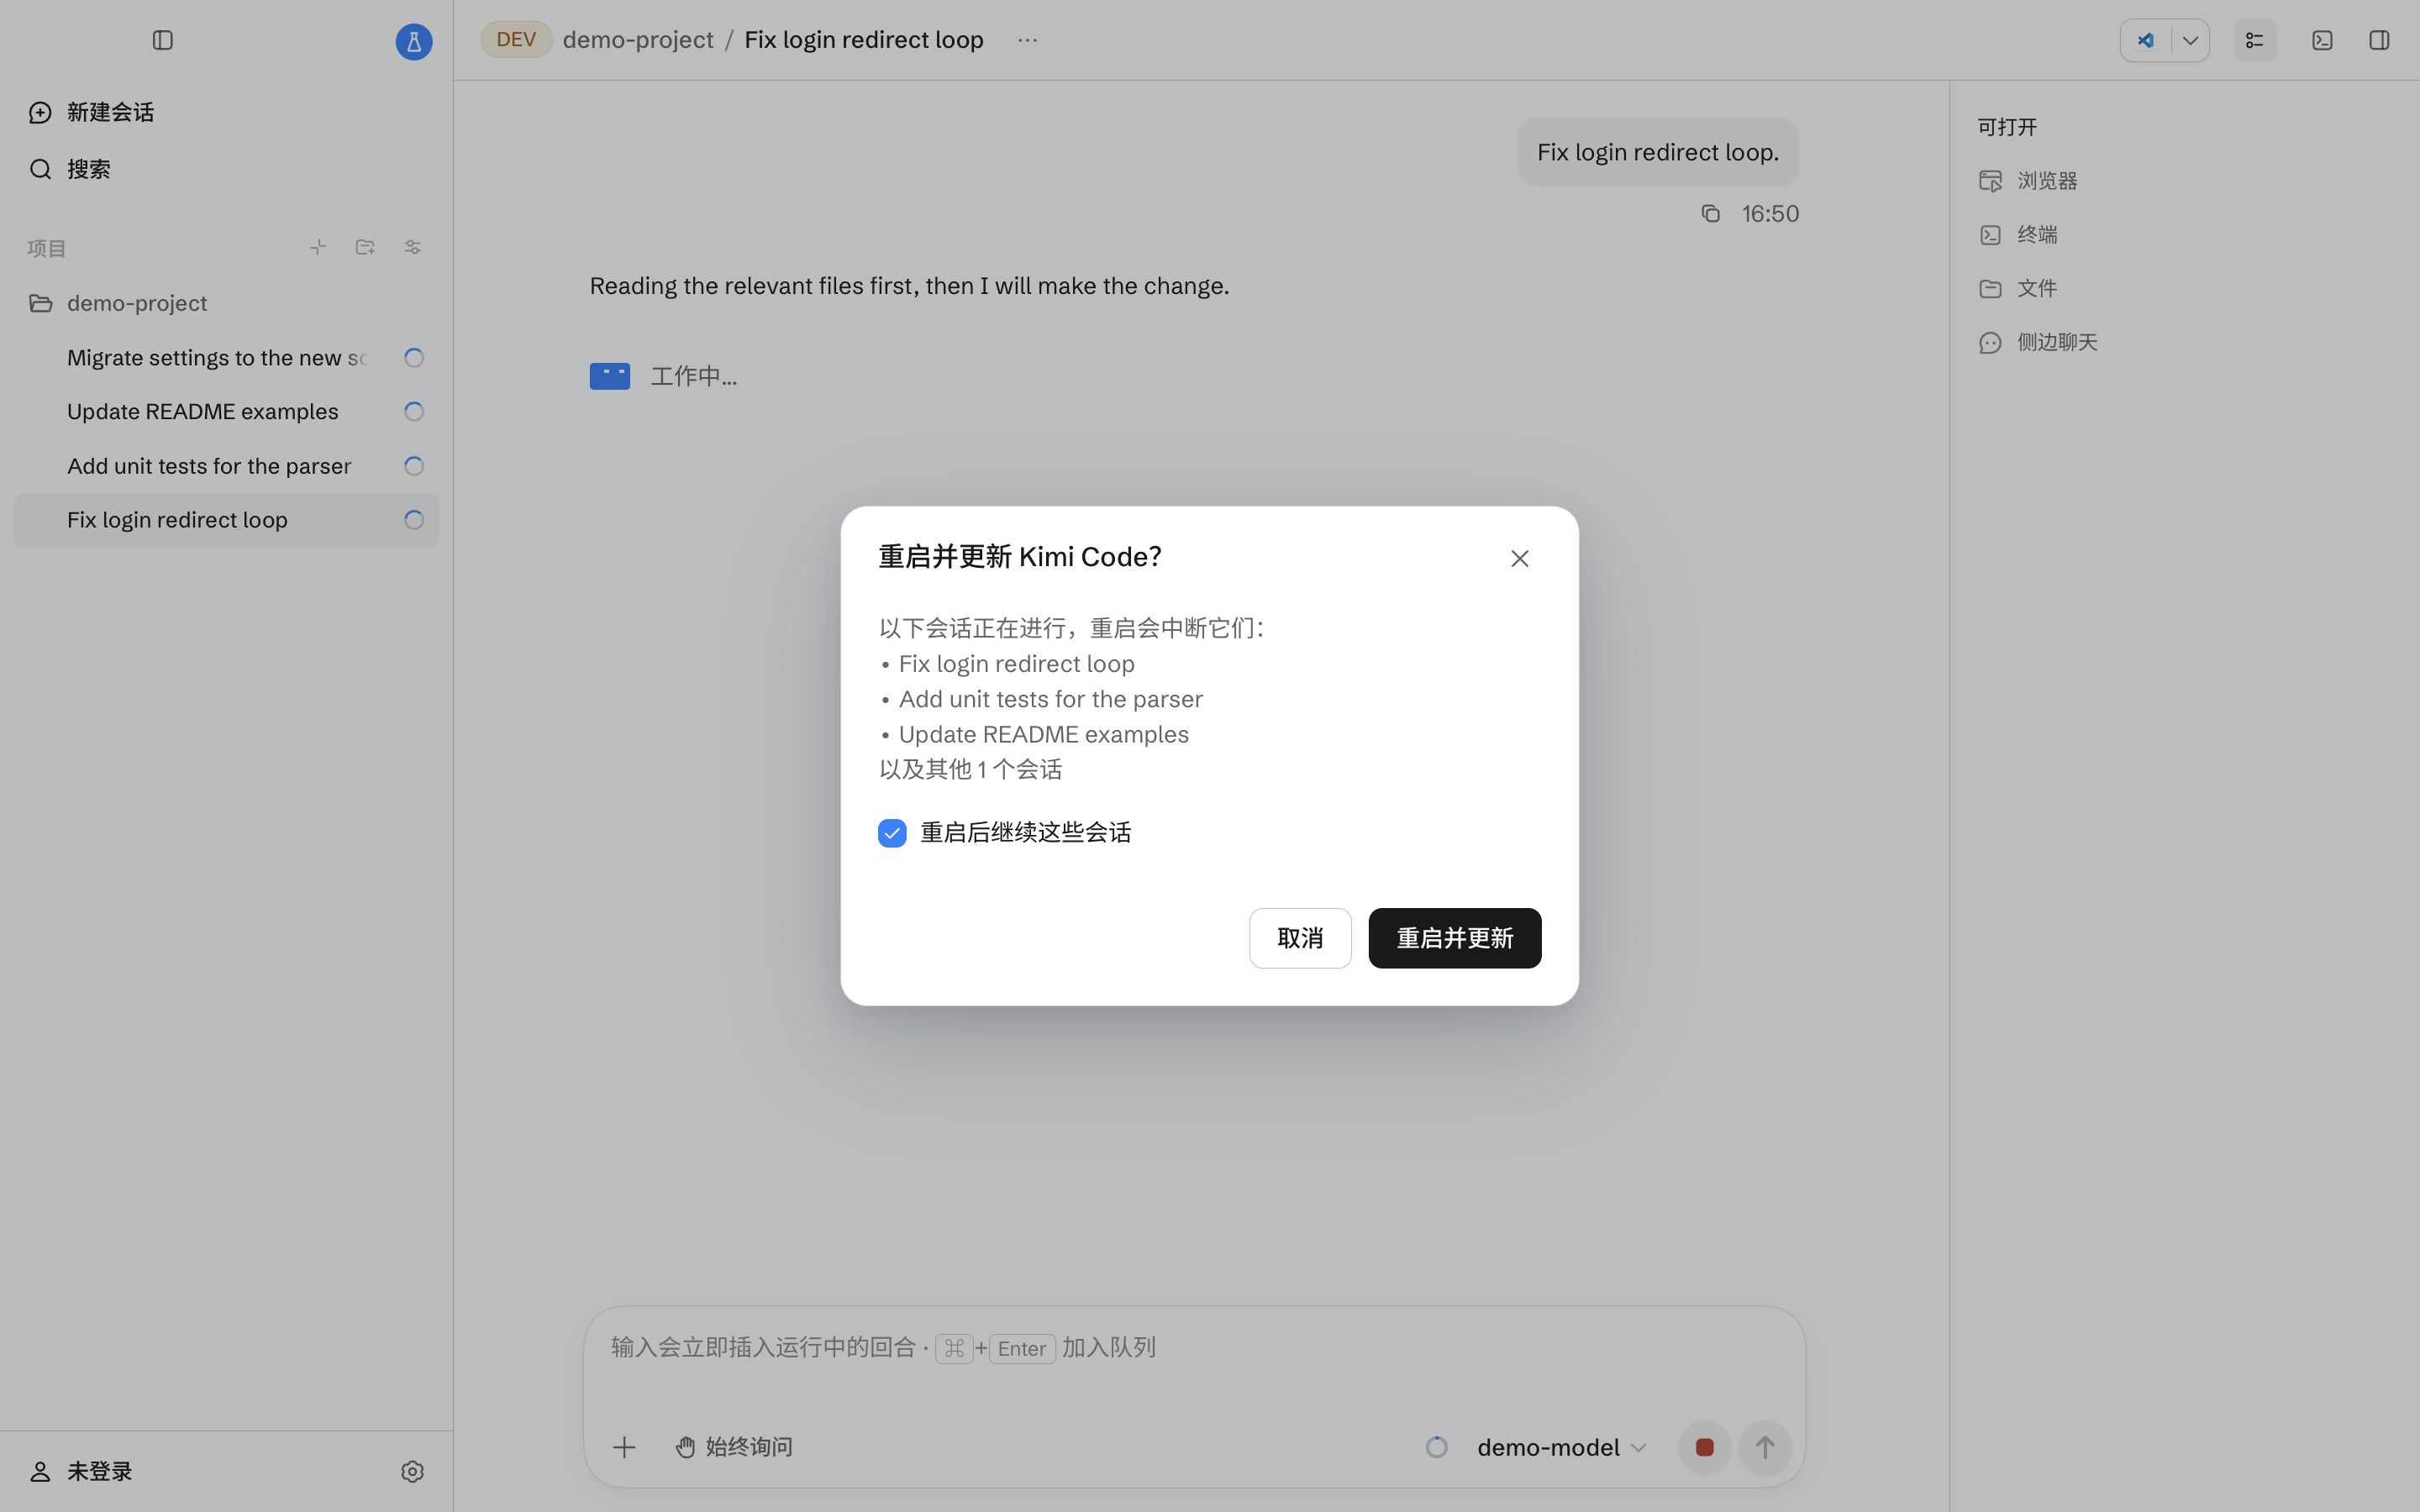 DEV demo-project / Fix login redirect loop ···
新建会话
搜索
项目
demo-project
Migrate settings to the new
Update README examples
Add unit tests for the parser
Fix login redirect loop
未登录
Fix login redirect loop.
16:50
Reading the relevant files first, then I will make the change.
工作中...
重启并更新 Kimi Code?
以下会话正在进行，重启会中断它们：
• Fix login redirect loop
• Add unit tests for the parser
• Update README examples
以及其他 1 个会话
重启后继续这些会话
取消 重启并更新
输入会立即插入运行中的回合 · ⌘+Enter 加入队列
始终询问 demo-model
可打开
浏览器
终端
文件
侧边聊天